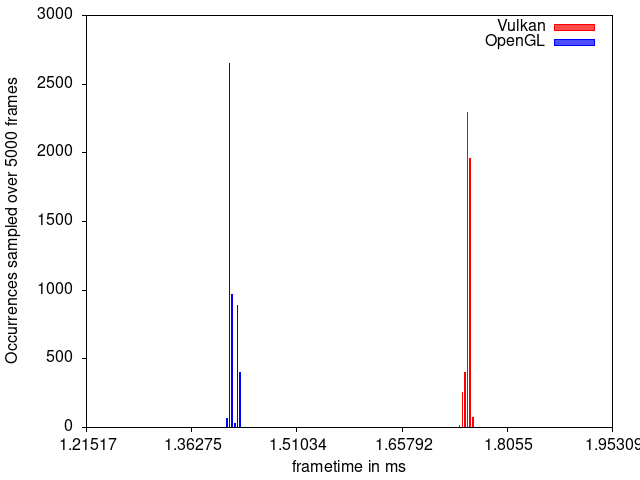 3000
Vulkan
OpenGL
2500
2000
1500
1000
500
0
Occurrences sampled over 5000 frames
1.21517 1.36275 1.51034 1.65792 1.8055 1.95309
frametime in ms